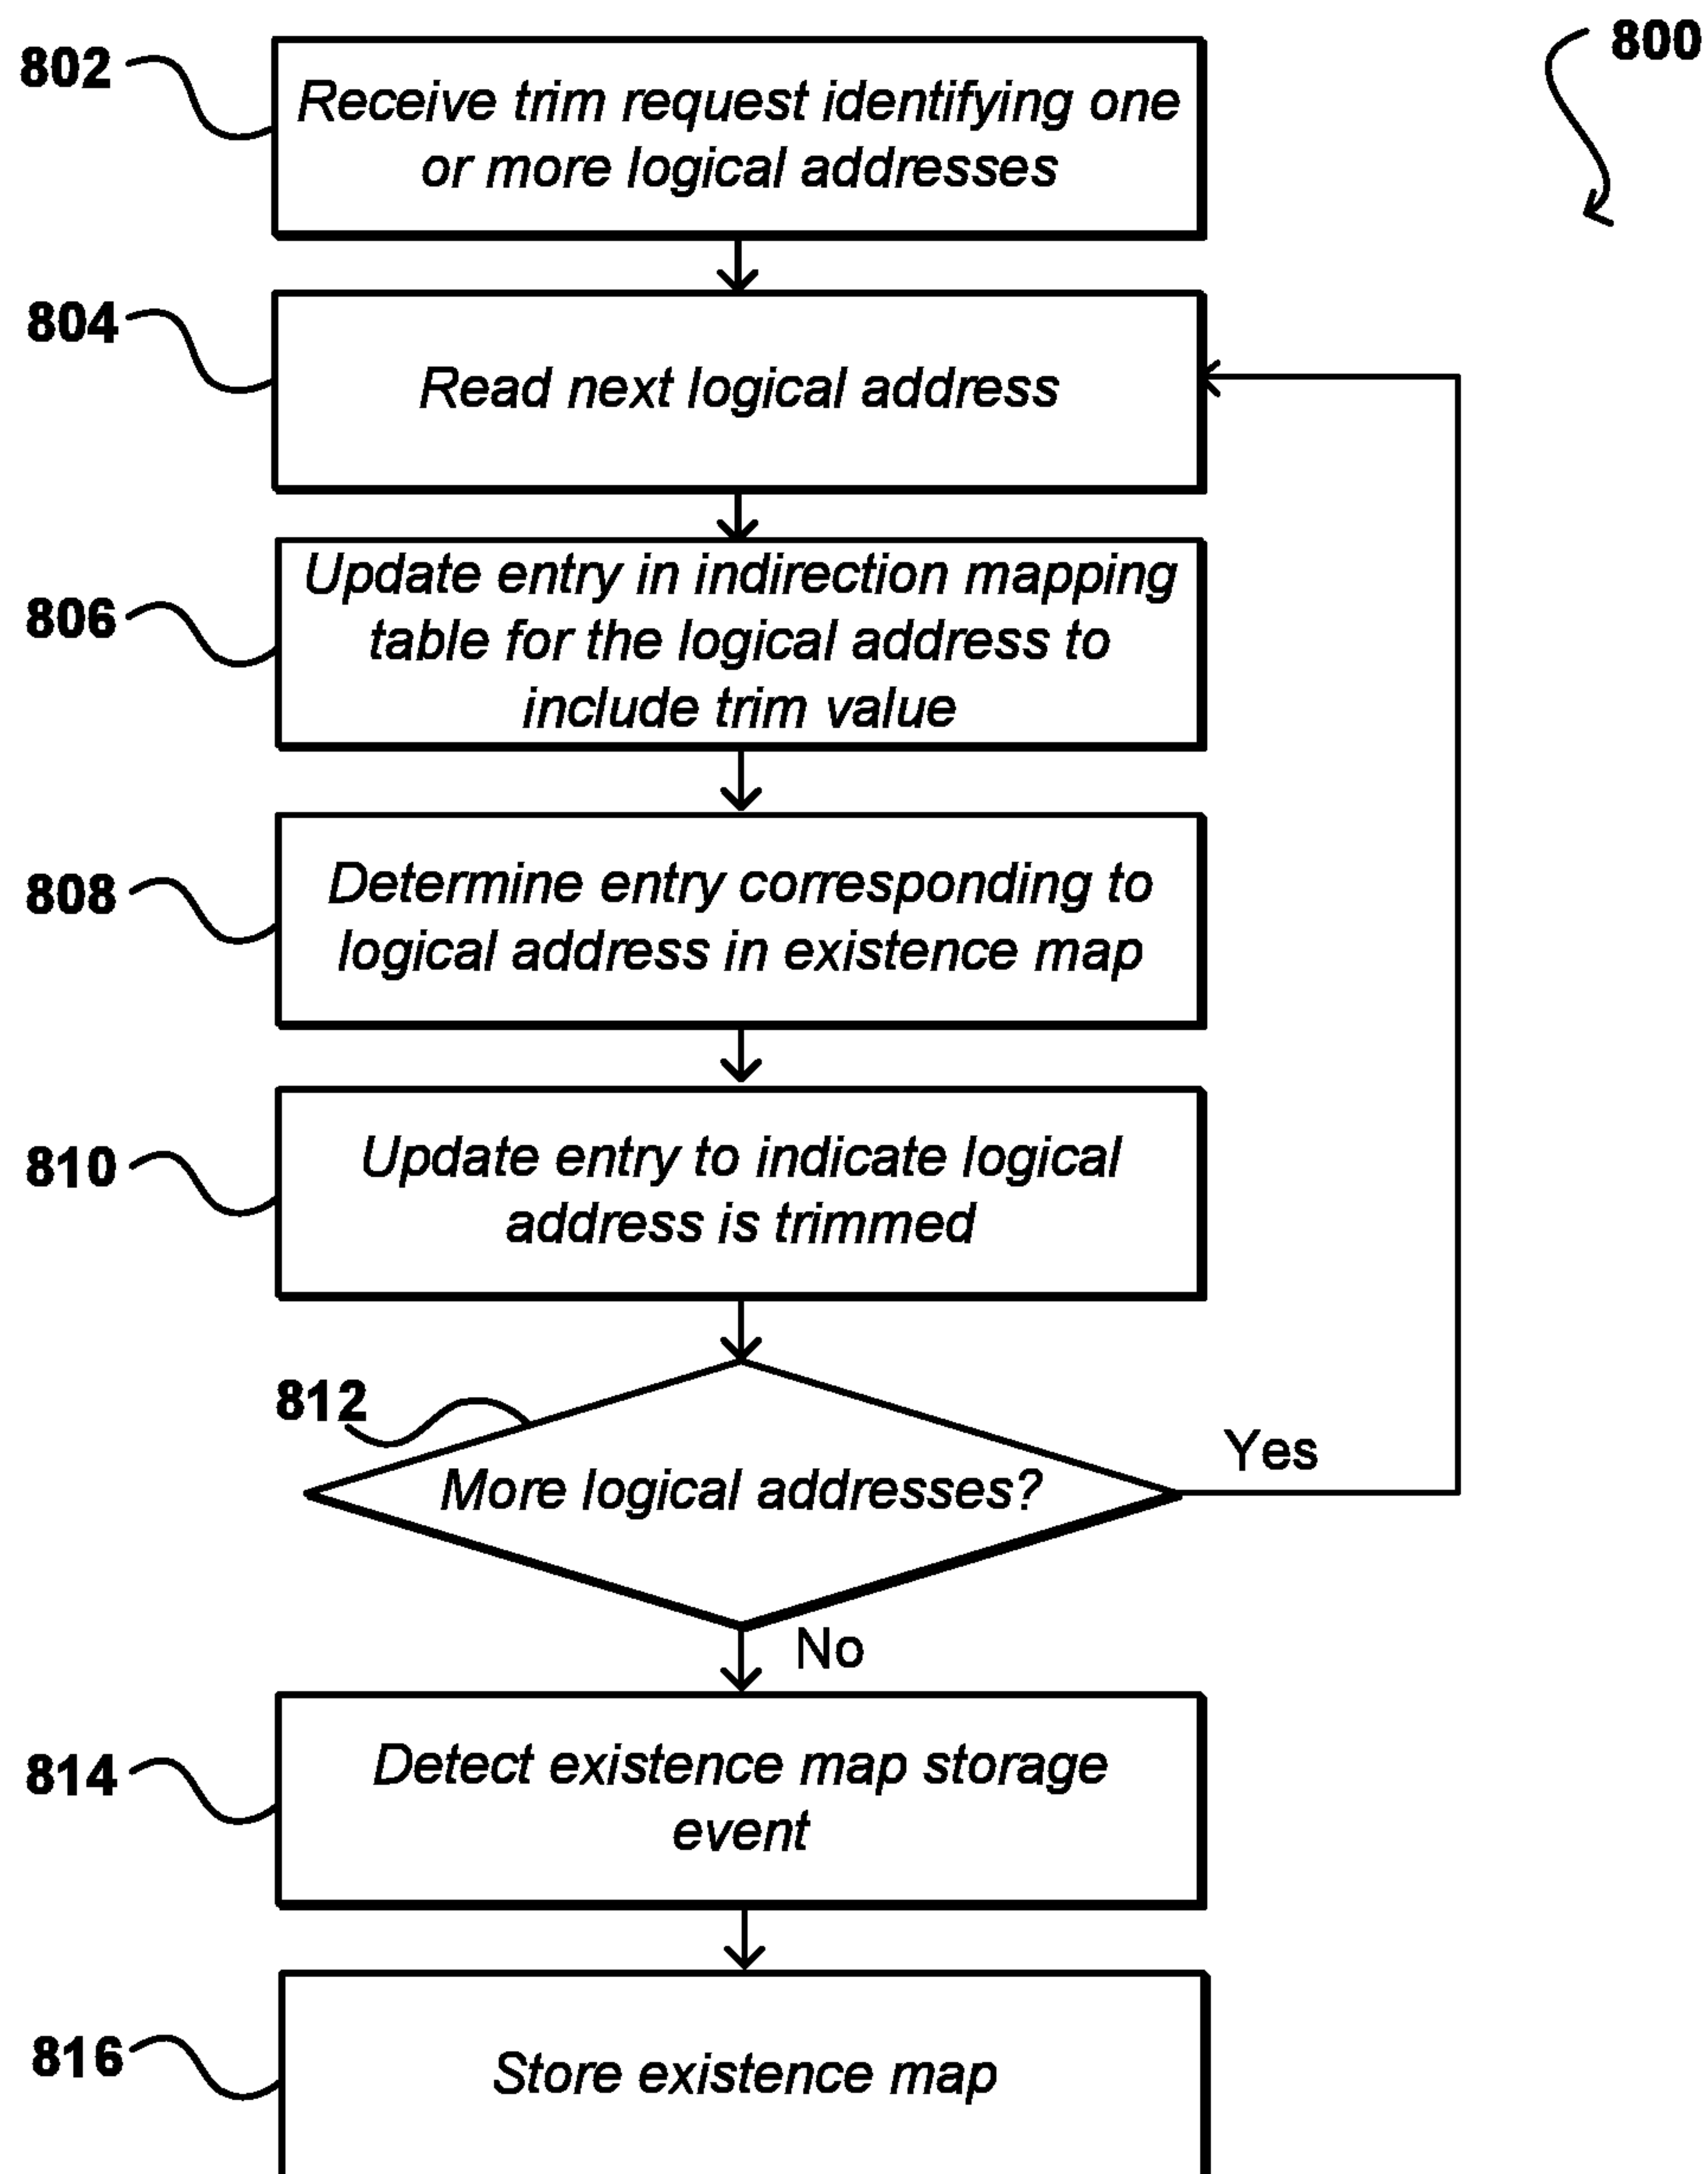 800
802
Receive trim request identifying one
or more logical addresses
804
Read next logical address
806
Update entry in indirection mapping
table for the logical address to
include trim value
808
Determine entry corresponding to
logical address in existence map
810
Update entry to indicate logical
address is trimmed
812
More logical addresses?
Yes
No
814
Detect existence map storage
event
816
Store existence map